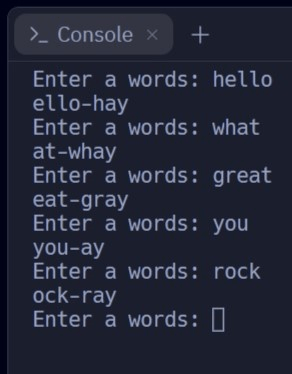 >_ Console × +
Enter a words: hello
ello-hay
Enter a words: what
at-whay
Enter a words: great
eat-gray
Enter a words: you
you-ay
Enter a words: rock
ock-ray
Enter a words: